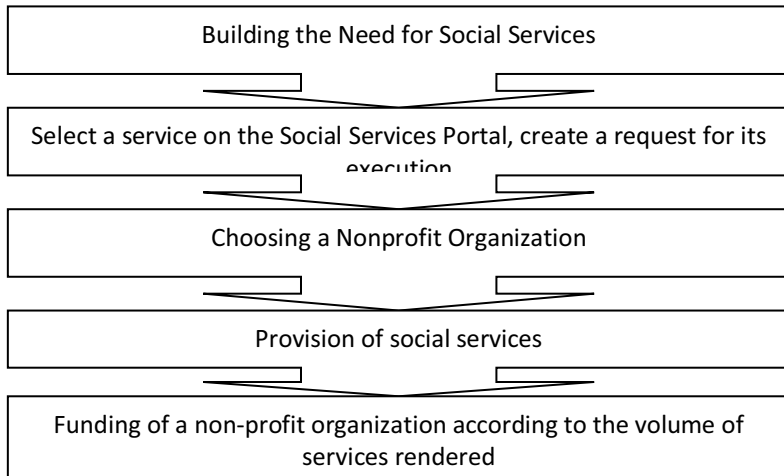 Building the Need for Social Services
Select a service on the Social Services Portal, create a request for its
execution
Choosing a Nonprofit Organization
Provision of social services
Funding of a non-profit organization according to the volume of
services rendered